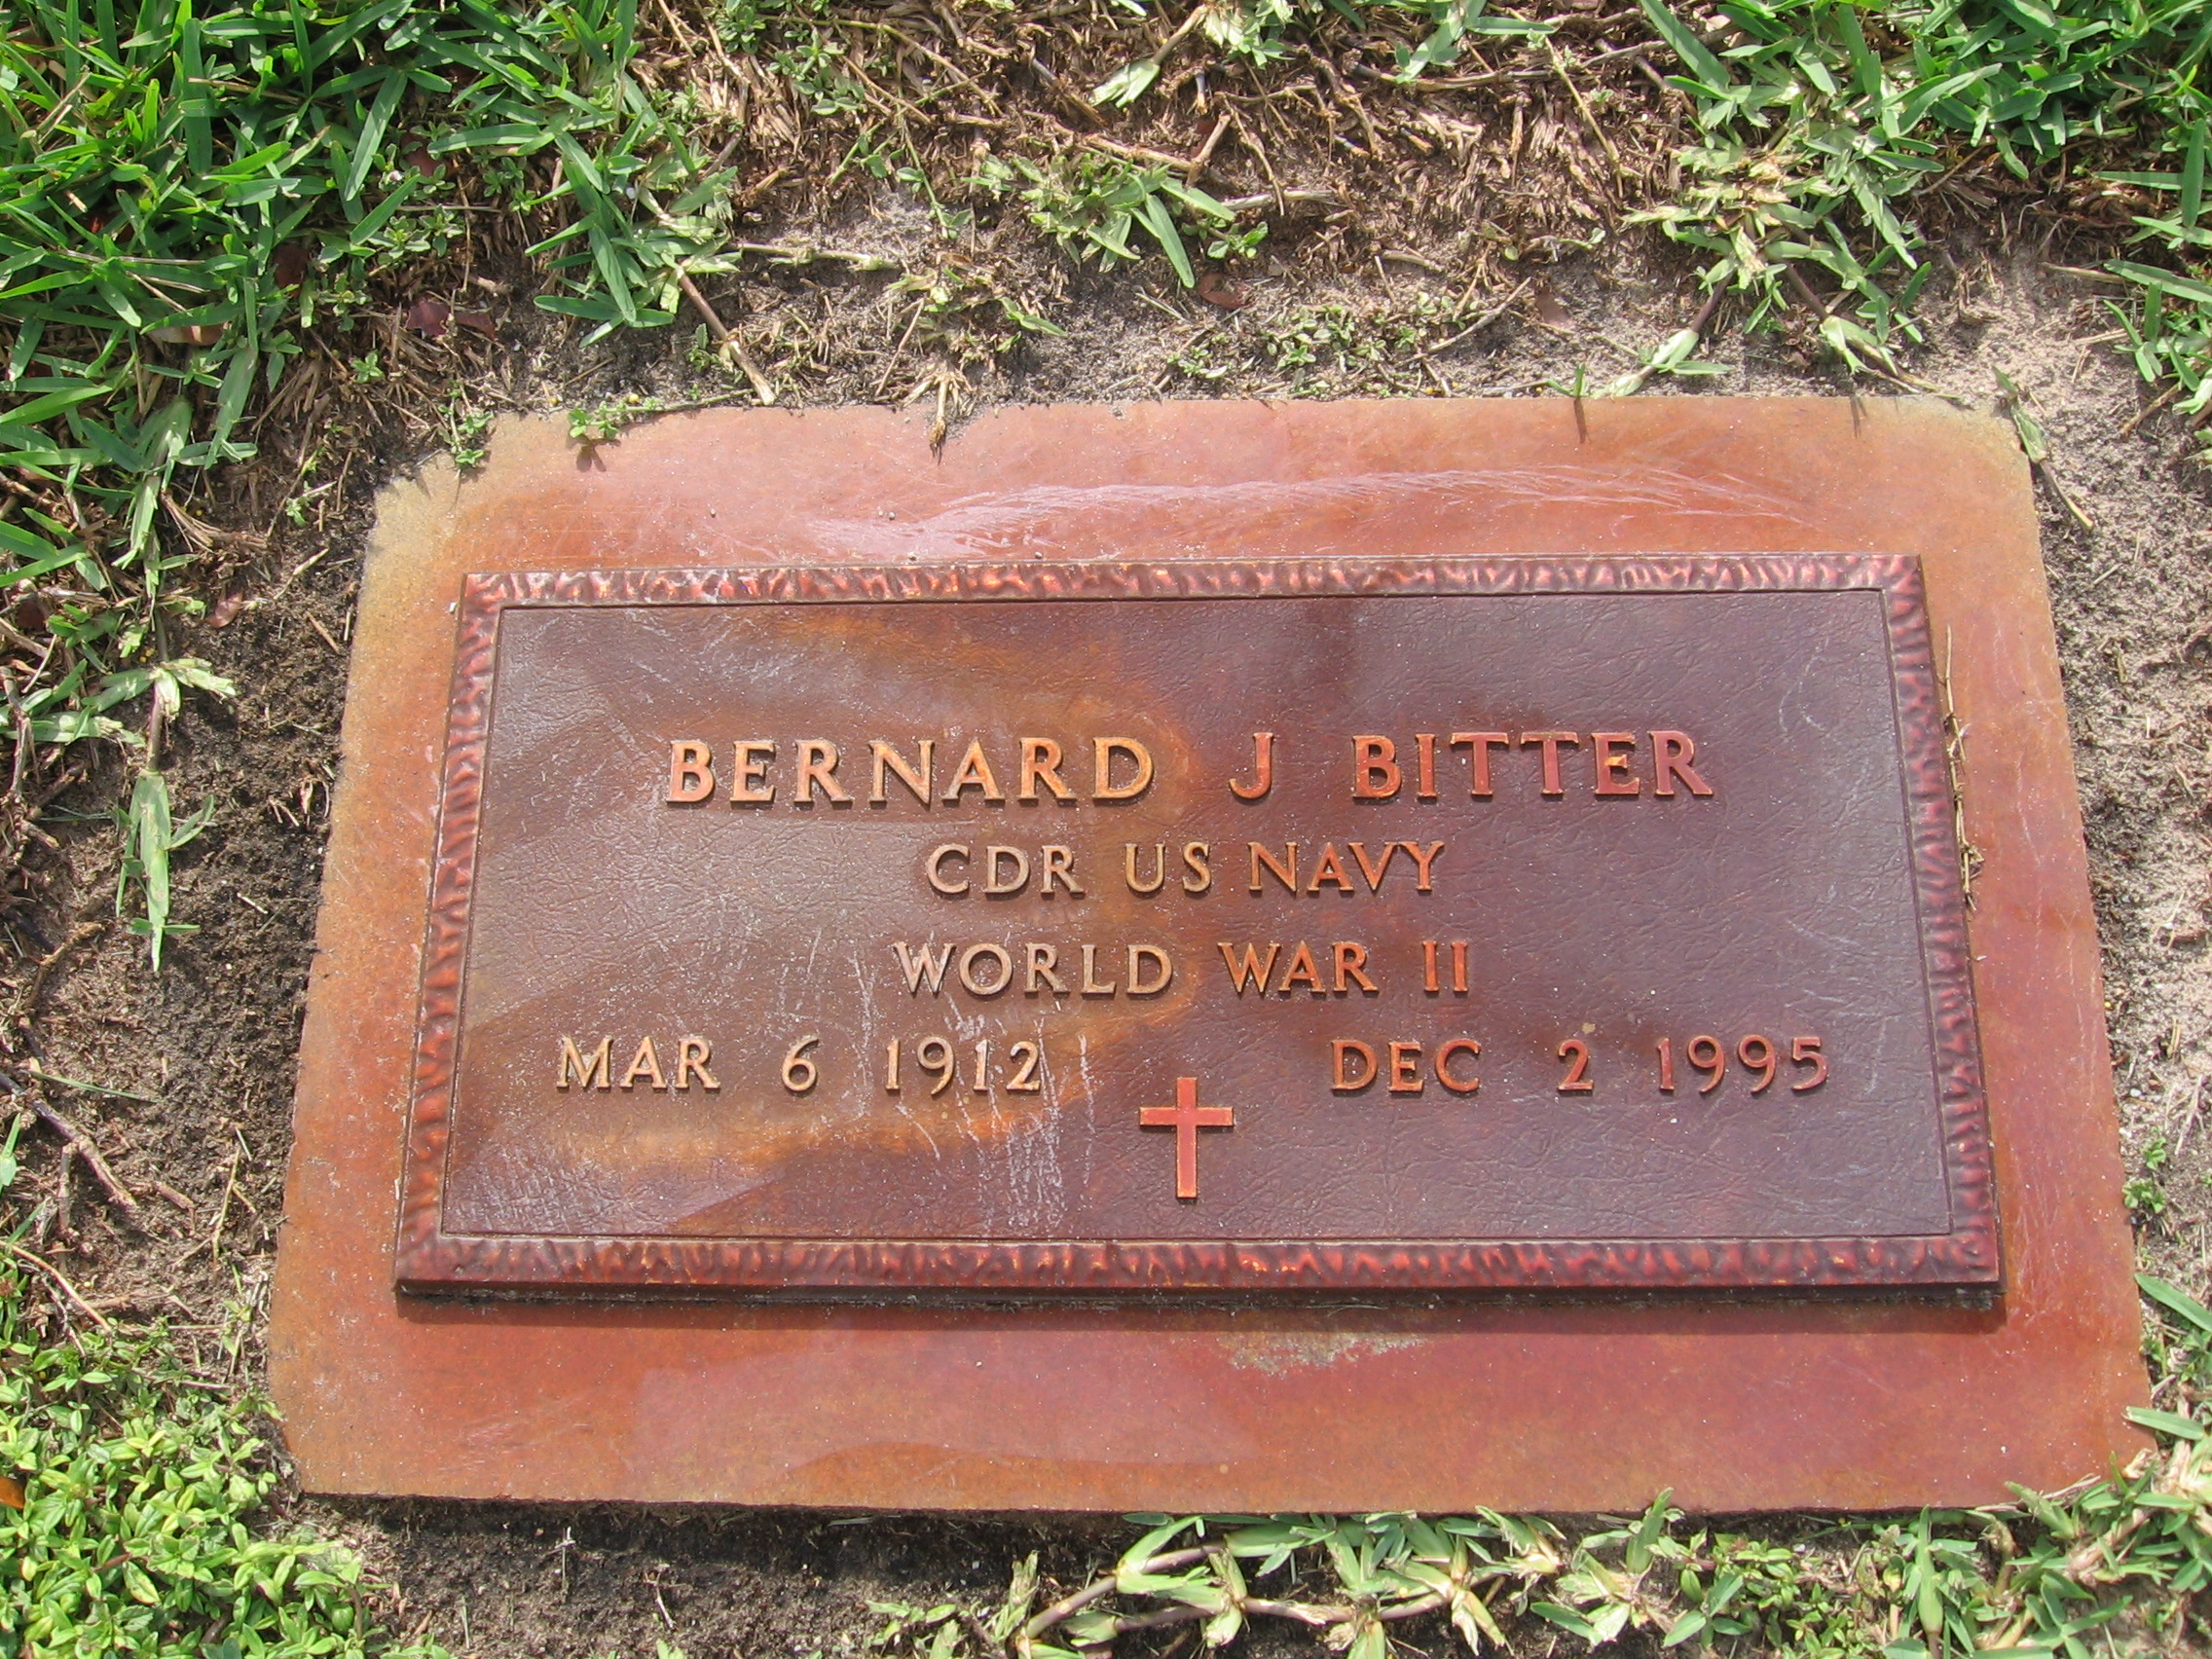 BERNARD J BITTER
CDR US NAVY
WORLD WAR II
MAR 6 1912 DEC 2 1995